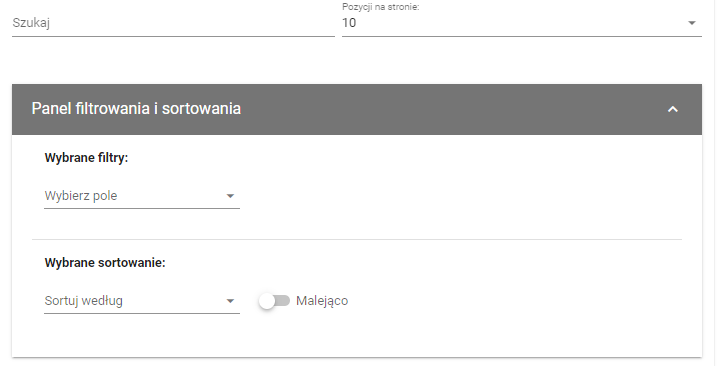 Pozycji na stronie:
Szukaj
10
Panel filtrowania i sortowania
Wybrane filtry:
Wybierz pole
Wybrane sortowanie:
Sortuj według
Malejąco